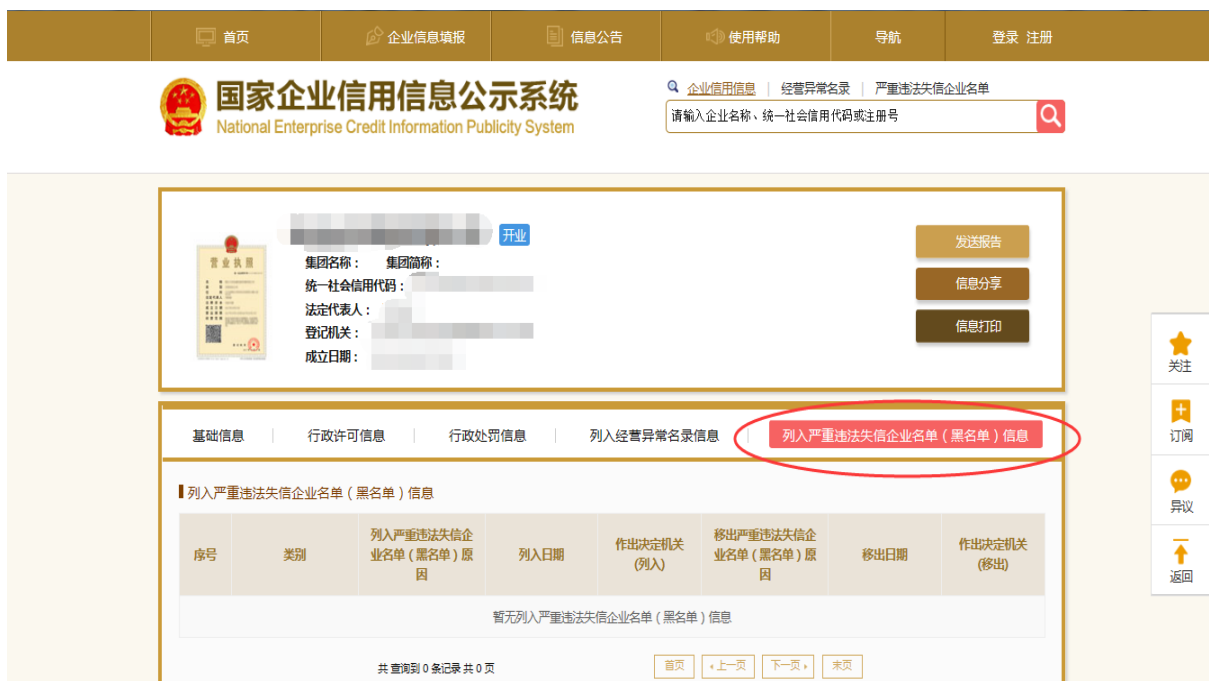 首页 企业信息填报 信息公告 使用帮助 导航 登录 注册
国家企业信用信息公示系统
National Enterprise Credit Information Publicity System
企业信用信息 | 经营异常名录 | 严重违法失信企业名单
请输入企业名称、统一社会信用代码或注册号
开业
营业执照
集团名称： 集团简称：
统一社会信用代码：
法定代表人：
登记机关：
成立日期：
发送报告
信息分享
信息打印
关注
订阅
异议
返回
基础信息 | 行政许可信息 | 行政处罚信息 | 列入经营异常名录信息 | 列入严重违法失信企业名单（黑名单）信息
列入严重违法失信企业名单（黑名单）信息
序号
类别
列入严重违法失信企
业名单（黑名单）原
因
列入日期
作出决定机关
(列入)
移出严重违法失信企
业名单（黑名单）原
因
移出日期
作出决定机关
(移出)
暂无列入严重违法失信企业名单（黑名单）信息
共 查询到 0 条记录 共 0 页
首页 上一页 下一页 末页